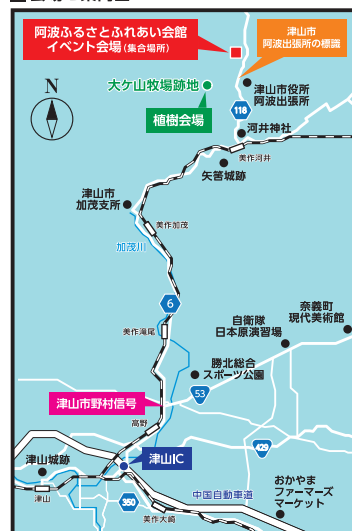 阿波ふるさとふれあい会館
イベント会場(集合場所)
津山市
阿波出張所の標識
N
大ケ山牧場跡地
津山市役所
阿波出張所
118
植樹会場
河井神社
美作河井
矢筈城跡
津山市
加茂支所
美作加茂
加茂川
6
奈義町
現代美術館
美作滝尾
自衛隊
日本原演習場
勝北総合
スポーツ公園
53
津山市野村信号
高野
429
津山城跡
津山IC
津山
350
中国自動車道
おかやま
ファーマーズ
マーケット
美作大崎